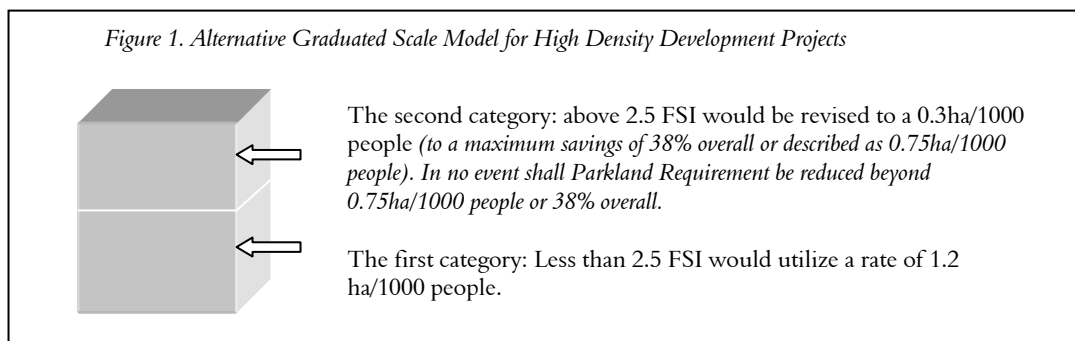 Figure 1. Alternative Graduated Scale Model for High Density Development Projects
The second category: above 2.5 FSI would be revised to a 0.3ha/1000
people (to a maximum savings of 38% overall or described as 0.75ha/1000
people). In no event shall Parkland Requirement be reduced beyond
0.75ha/1000 people or 38% overall.
The first category: Less than 2.5 FSI would utilize a rate of 1.2
ha/1000 people.